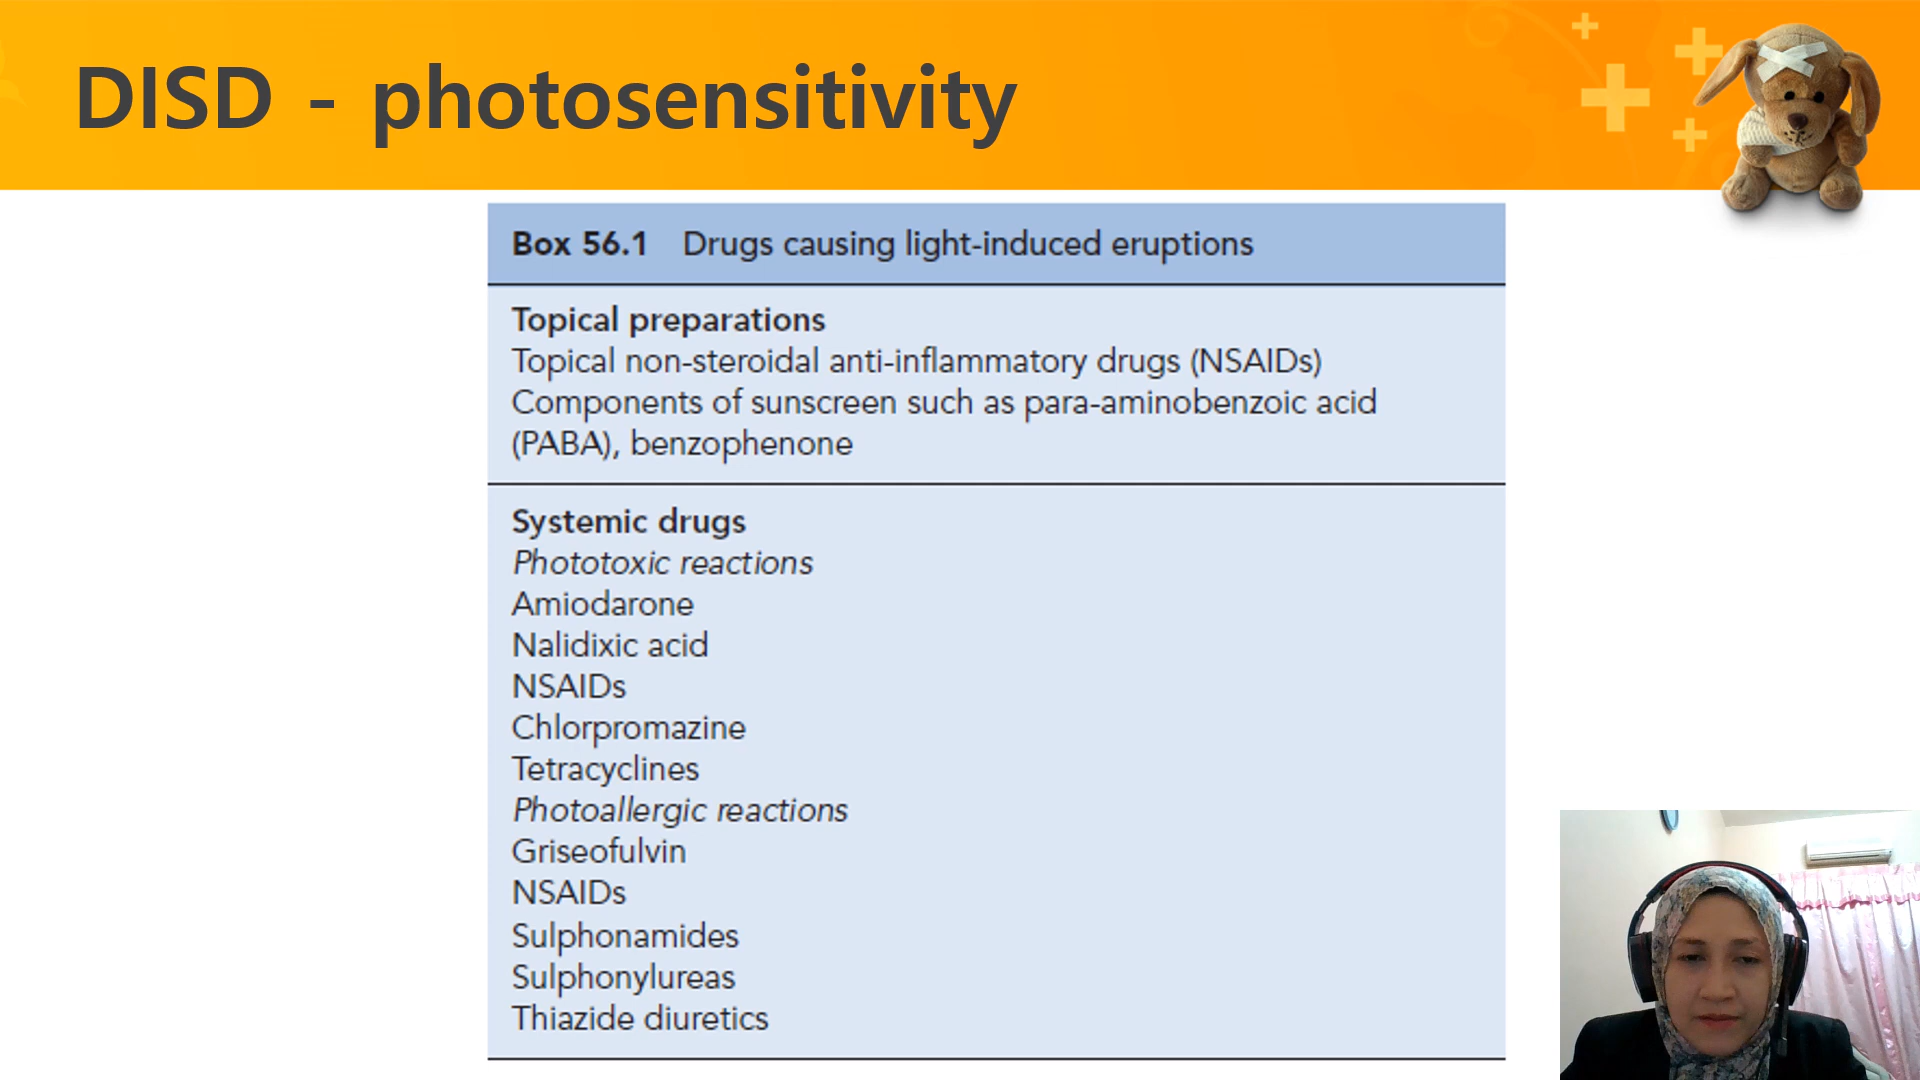 DISD - photosensitivity
Box 56.1 Drugs causing light-induced eruptions
Topical preparations
Topical non-steroidal anti-inflammatory drugs (NSAIDs)
Components of sunscreen such as para-aminobenzoic acid
(PABA), benzophenone
Systemic drugs
Phototoxic reactions
Amiodarone
Nalidixic acid
NSAIDs
Chlorpromazine
Tetracyclines
Photoallergic reactions
Griseofulvin
NSAIDs
Sulphonamides
Sulphonylureas
Thiazide diuretics